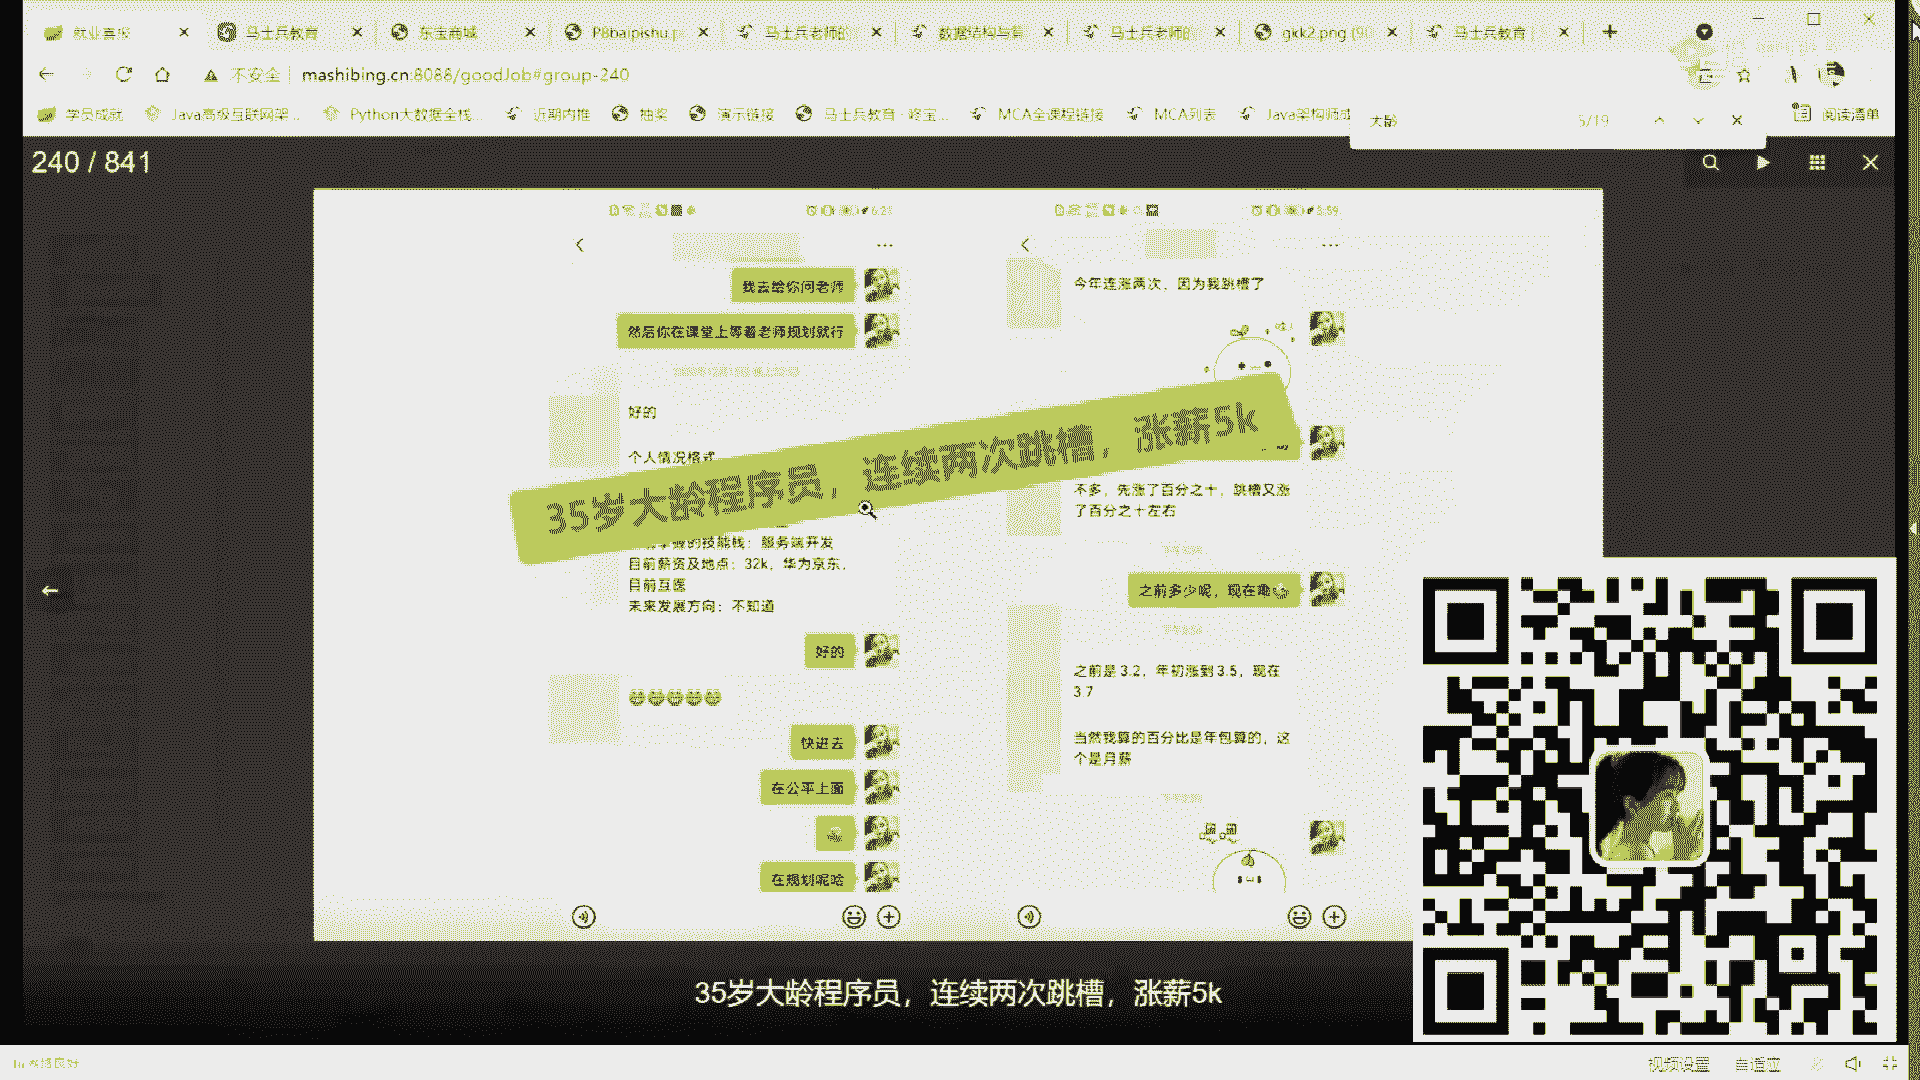 就业喜报
马士兵教育
东宝商城
P8baipishu.p
马士兵老师的
数据结构与算
马士兵老师的
gkk2.png (90
马士兵教育
不安全
mashibing.cn:8088/goodJob#group-240
学员成就
Java高级互联网架...
Python大数据全栈...
近期内推
抽奖
演示链接
马士兵教育 - 咚宝...
MCA全课程链接
MCA列表
Java架构师成
大龄
5/19
阅读清单
240 / 841
6:21
我去给你问老师
然后你在课堂上等着老师规划就行
好的
个人情况格式
的技能栈：服务端开发
目前薪资及地点：32k，华为京东，
目前互愿
未来发展方向：不知道
好的
快进去
在公平上面
在规划呢哈
3:59
今年连涨两次，因为我跳槽了
不多，先涨了百分之十，跳槽又涨
了百分之十左右
之前多少呢，现在嘞
之前是 3.2，年初涨到 3.5，现在
3.7
当然我算的百分比是年包算的，这
个是月薪
35岁大龄程序员，连续两次跳槽，涨薪5k
35岁大龄程序员，连续两次跳槽，涨薪5k
视频设置
自适应